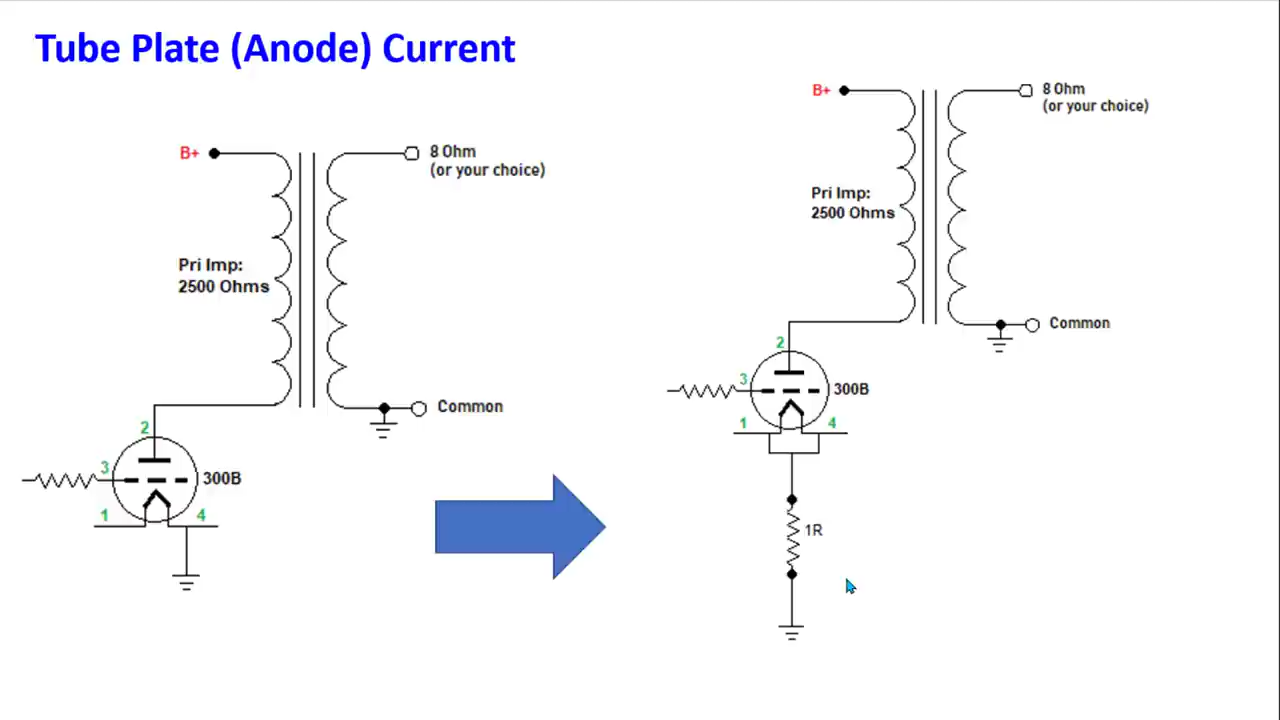 Tube Plate (Anode) Current
B+
8 Ohm
(or your choice)
Pri Imp:
2500 Ohms
Common
2
3
300B
1
4
B+
8 Ohm
(or your choice)
Pri Imp:
2500 Ohms
Common
2
3
300B
1
4
1R